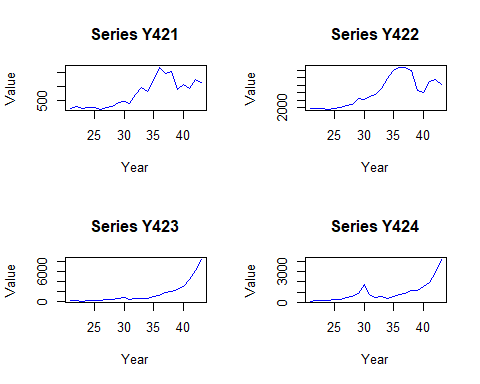 Series Y421
Value
500
25 30 35 40
Year
Series Y422
Value
2000
25 30 35 40
Year
Series Y423
Value
0 6000
25 30 35 40
Year
Series Y424
Value
0 3000
25 30 35 40
Year